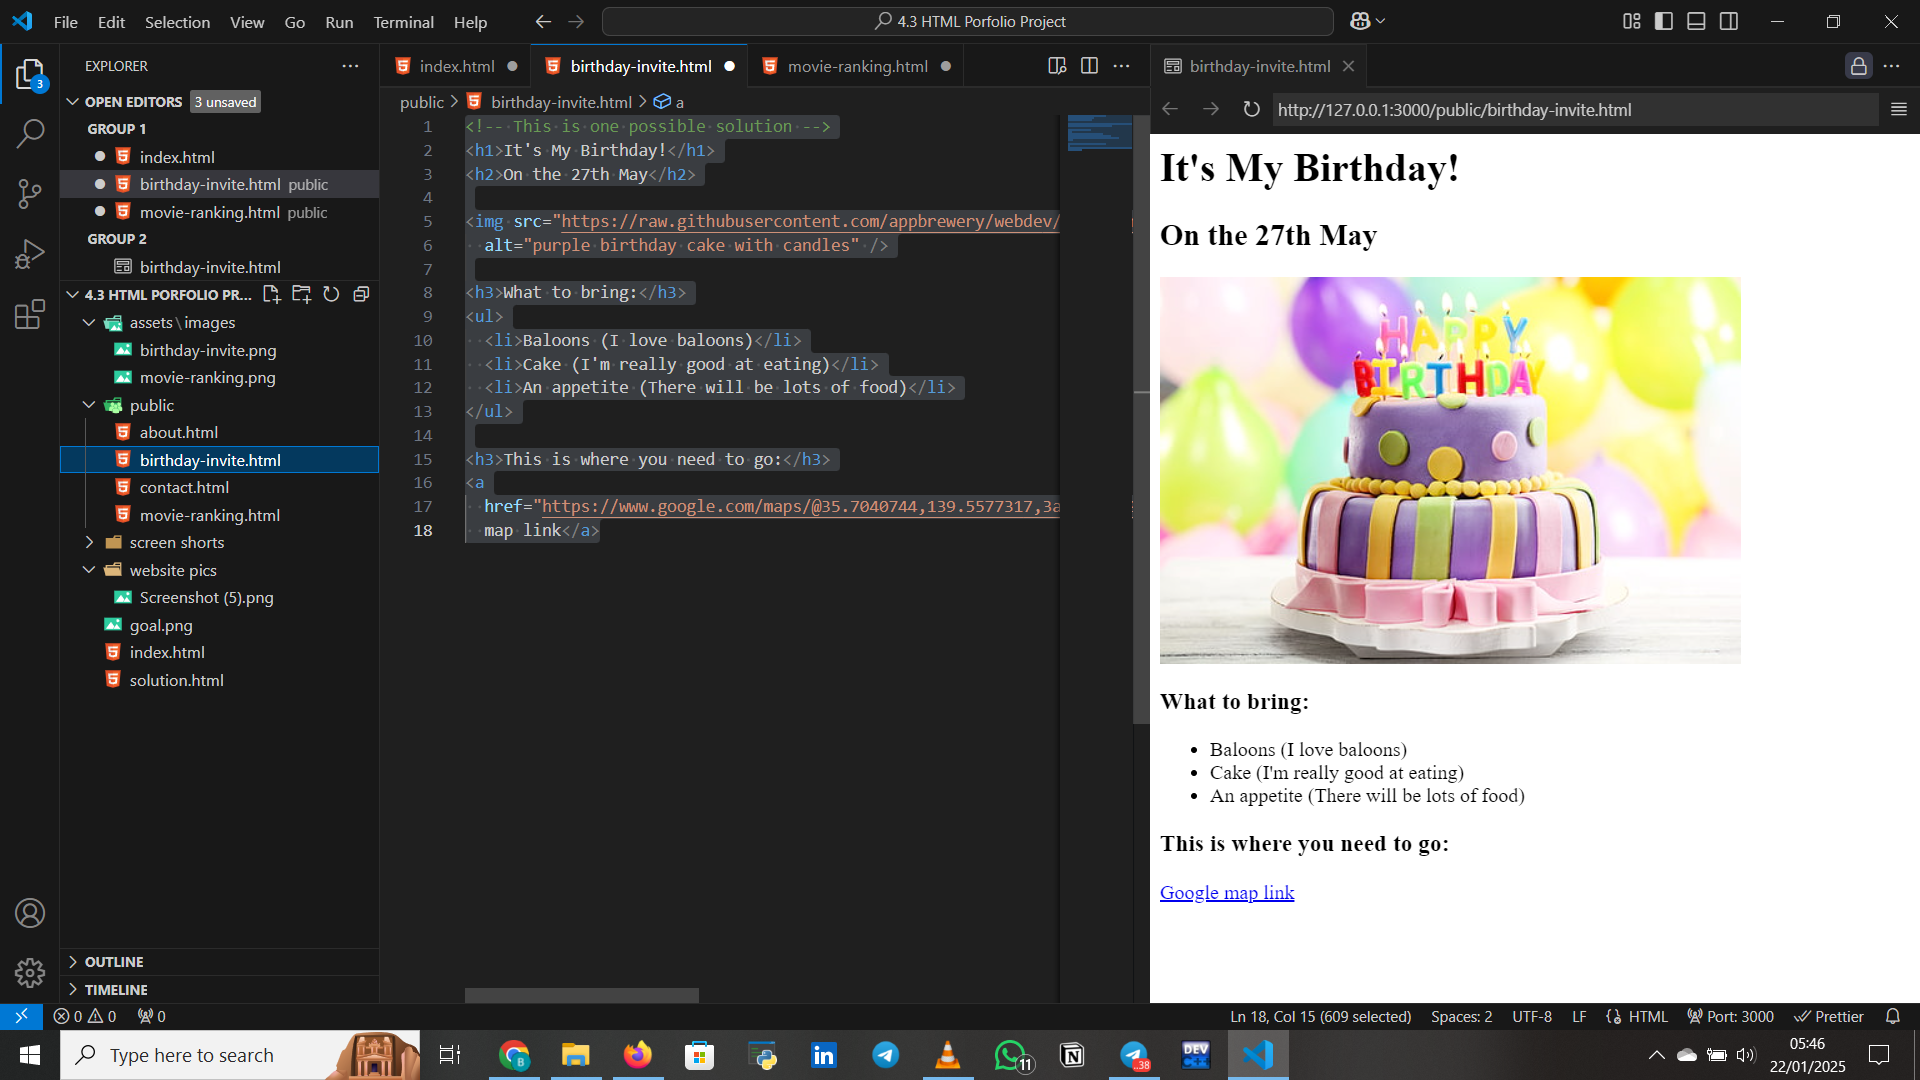 File Edit Selection View Go Run Terminal Help
4.3 HTML Porfolio Project
EXPLORER
OPEN EDITORS 3 unsaved
GROUP 1
index.html
birthday-invite.html public
movie-ranking.html public
GROUP 2
birthday-invite.html
4.3 HTML PORFOLIO PR...
assets\images
birthday-invite.png
movie-ranking.png
public
about.html
birthday-invite.html
contact.html
movie-ranking.html
screen shorts
website pics
Screenshot (5).png
goal.png
index.html
solution.html
OUTLINE
TIMELINE
3
index.html birthday-invite.html movie-ranking.html
public > birthday-invite.html > a
1 <!-- This is one possible solution -->
2 <h1>It's My Birthday!</h1>
3 <h2>On the 27th May</h2>
4
5 <img src="https://raw.githubusercontent.com/appbrewery/webdev/
6 alt="purple birthday cake with candles" />
7
8 <h3>What to bring:</h3>
9 <ul>
10 <li>Baloons (I love baloons)</li>
11 <li>Cake (I'm really good at eating)</li>
12 <li>An appetite (There will be lots of food)</li>
13 </ul>
14
15 <h3>This is where you need to go:</h3>
16 <a
17 href="https://www.google.com/maps/@35.7040744,139.5577317,3a
18 map link</a>
birthday-invite.html
http://127.0.0.1:3000/public/birthday-invite.html
It's My Birthday!
On the 27th May
HAPPY
BIRTHDAY
What to bring:
Baloons (I love baloons)
Cake (I'm really good at eating)
An appetite (There will be lots of food)
This is where you need to go:
Google map link
0 0 0
Ln 18, Col 15 (609 selected) Spaces: 2 UTF-8 LF HTML Port: 3000 Prettier
Type here to search
B
in
11
38
DEV
C++
05:46
22/01/2025